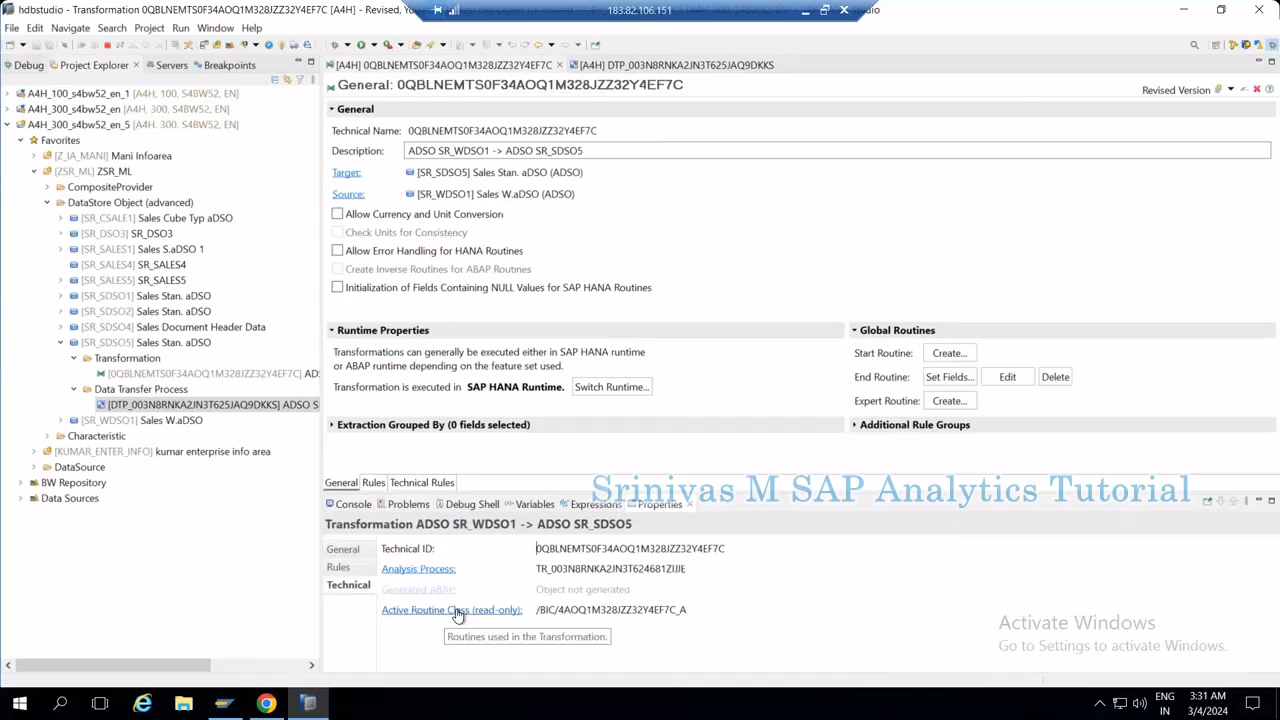 hdbstudio - Transformation 0QBLNEMTS0F34AOQ1M328JZZ32Y4EF7C [A4H] - Revised,
183.82.106.151
File Edit Navigate Search Project Run Window Help
Debug Project Explorer Servers Breakpoints
[A4H] 0QBLNEMTS0F34AOQ1M328JZZ32Y4EF7C [A4H] DTP_003N8RNKA2JN3T625JAQ9DKKS
General: 0QBLNEMTS0F34AOQ1M328JZZ32Y4EF7C
Revised Version
A4H_100_s4bw52_en_1 [A4H, 100, S4BW52, EN]
A4H_300_s4bw52_en [A4H, 300, S4BW52, EN]
A4H_300_s4bw52_en_5 [A4H, 300, S4BW52, EN]
Favorites
[Z_IA_MANI] Mani Infoarea
[ZSR_ML] ZSR_ML
CompositeProvider
DataStore Object (advanced)
[SR_CSALE1] Sales Cube Typ aDSO
[SR_DSO3] SR_DSO3
[SR_SALES1] Sales S.aDSO 1
[SR_SALES4] SR_SALES4
[SR_SALES5] SR_SALES5
[SR_SDSO1] Sales Stan. aDSO
[SR_SDSO2] Sales Stan. aDSO
[SR_SDSO4] Sales Document Header Data
[SR_SDSO5] Sales Stan. aDSO
Transformation
[0QBLNEMTS0F34AOQ1M328JZZ32Y4EF7C] ADS
Data Transfer Process
[DTP_003N8RNKA2JN3T625JAQ9DKKS] ADSO S
[SR_WDSO1] Sales W.aDSO
Characteristic
[KUMAR_ENTER_INFO] kumar enterprise info area
DataSource
BW Repository
Data Sources
General
Technical Name: 0QBLNEMTS0F34AOQ1M328JZZ32Y4EF7C
Description: ADSO SR_WDSO1 -> ADSO SR_SDSO5
Target: [SR_SDSO5] Sales Stan. aDSO (ADSO)
Source: [SR_WDSO1] Sales W.aDSO (ADSO)
Allow Currency and Unit Conversion
Check Units for Consistency
Allow Error Handling for HANA Routines
Create Inverse Routines for ABAP Routines
Initialization of Fields Containing NULL Values for SAP HANA Routines
Runtime Properties
Transformations can generally be executed either in SAP HANA runtime
or ABAP runtime depending on the feature set used.
Transformation is executed in SAP HANA Runtime. Switch Runtime...
Extraction Grouped By (0 fields selected)
Global Routines
Start Routine: Create...
End Routine: Set Fields... Edit Delete
Expert Routine: Create...
Additional Rule Groups
General Rules Technical Rules
Srinivas M SAP Analytics Tutorial
Console Problems Debug Shell Variables Expressions Properties
Transformation ADSO SR_WDSO1 -> ADSO SR_SDSO5
General
Rules
Technical
Technical ID: 0QBLNEMTS0F34AOQ1M328JZZ32Y4EF7C
Analysis Process: TR_003N8RNKA2JN3T624681ZIJJE
Generated ABAP: Object not generated
Active Routine Class (read-only): /BIC/4AOQ1M328JZZ32Y4EF7C_A
Routines used in the Transformation.
Activate Windows
Go to Settings to activate Windows.
ENG
IN
3:31 AM
3/4/2024